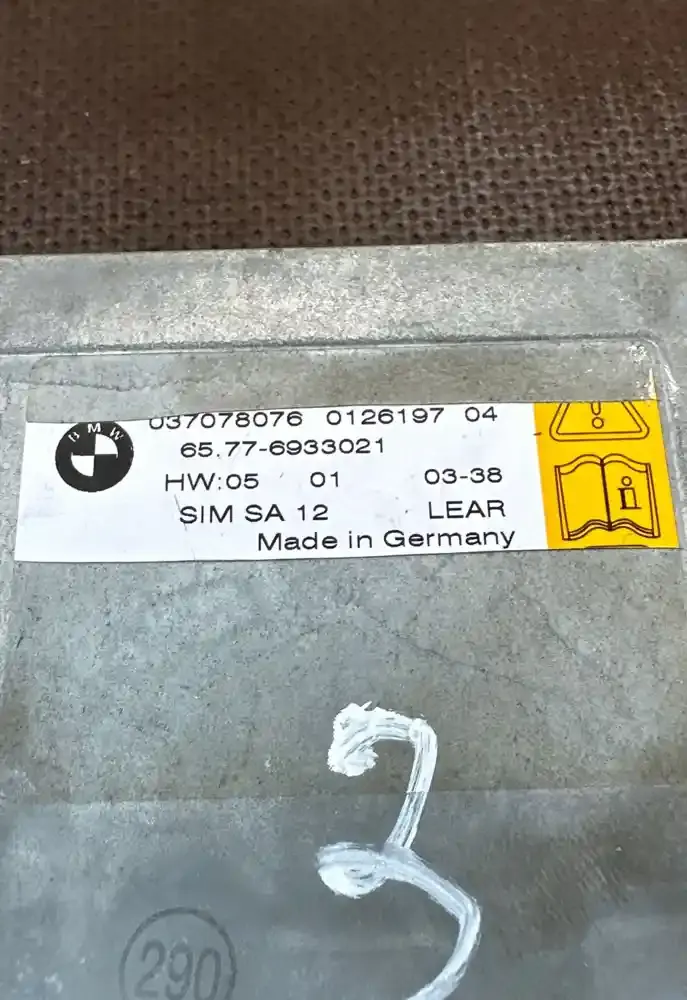 BMW
037078076 0126197 04
65.77-6933021
HW:05 01 03-38
SIM SA 12 LEAR
Made in Germany
i
3
290